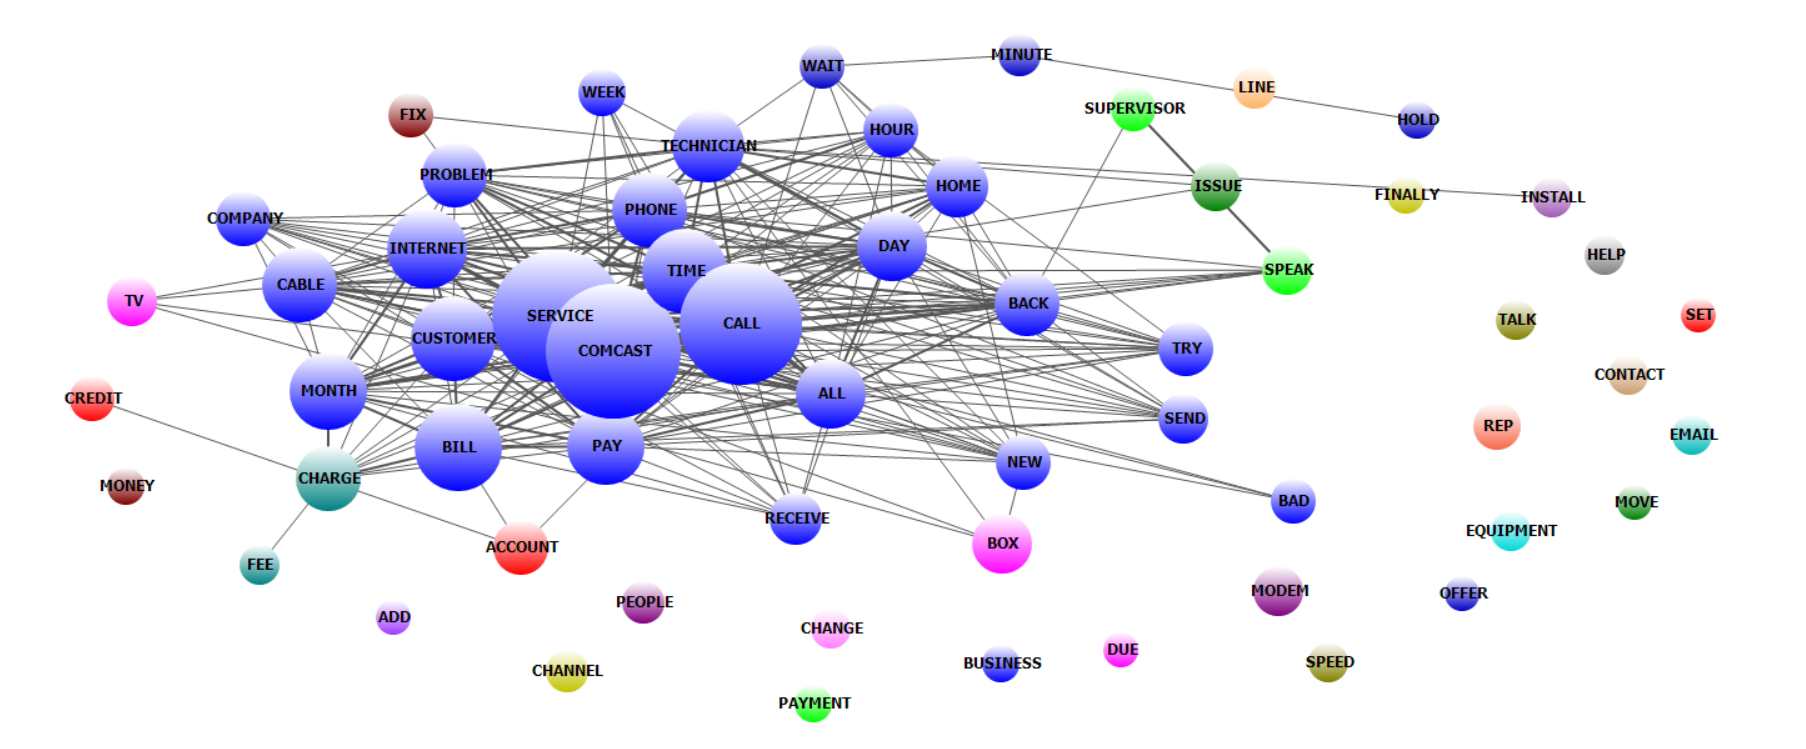 MINUTE
WAIT
LINE
WEEK
SUPERVISOR
FIX
HOLD
HOUR
TECHNICIAN
PROBLEM
HOME
ISSUE
FINALLY
INSTALL
PHONE
COMPANY
INTERNET
DAY
HELP
TIME
SPEAK
CABLE
TV
BACK
SERVICE
SET
TALK
CALL
CUSTOMER
TRY
COMCAST
CONTACT
MONTH
ALL
CREDIT
SEND
REP
EMAIL
BILL
PAY
NEW
CHARGE
MONEY
BAD
MOVE
RECEIVE
EQUIPMENT
BOX
ACCOUNT
FEE
MODEM
OFFER
PEOPLE
ADD
CHANGE
DUE
SPEED
BUSINESS
CHANNEL
PAYMENT